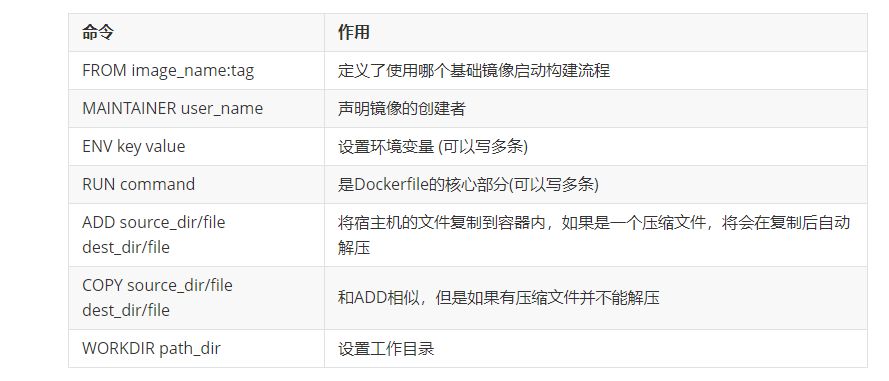 命令 作用
FROM image_name:tag 定义了使用哪个基础镜像启动构建流程
MAINTAINER user_name 声明镜像的创建者
ENV key value 设置环境变量 (可以写多条)
RUN command 是Dockerfile的核心部分(可以写多条)
ADD source_dir/file
dest_dir/file
将宿主机的文件复制到容器内，如果是一个压缩文件，将会在复制后自动
解压
COPY source_dir/file
dest_dir/file
和ADD相似，但是如果有压缩文件并不能解压
WORKDIR path_dir 设置工作目录